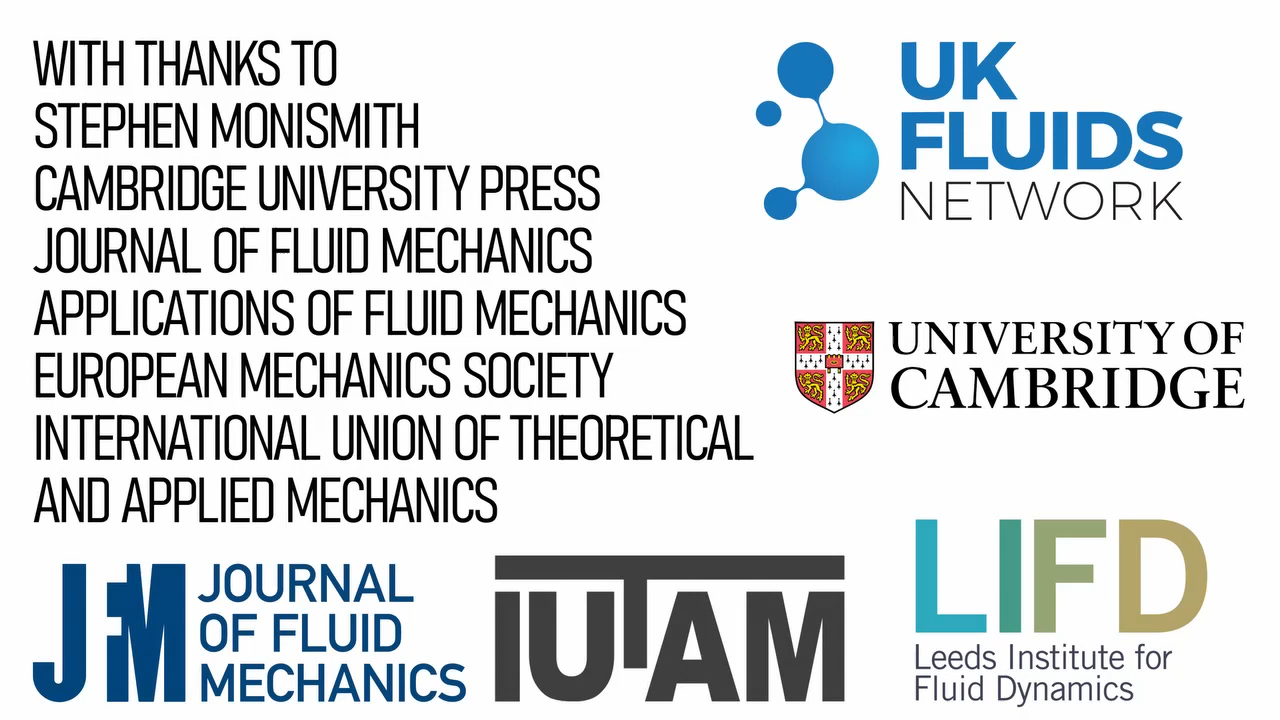 WITH THANKS TO
STEPHEN MONISMITH
CAMBRIDGE UNIVERSITY PRESS
JOURNAL OF FLUID MECHANICS
APPLICATIONS OF FLUID MECHANICS
EUROPEAN MECHANICS SOCIETY
INTERNATIONAL UNION OF THEORETICAL
AND APPLIED MECHANICS
UK
FLUIDS
NETWORK
UNIVERSITY OF
CAMBRIDGE
JFM
JOURNAL
OF FLUID
MECHANICS
IUTAM
LIFD
Leeds Institute for
Fluid Dynamics